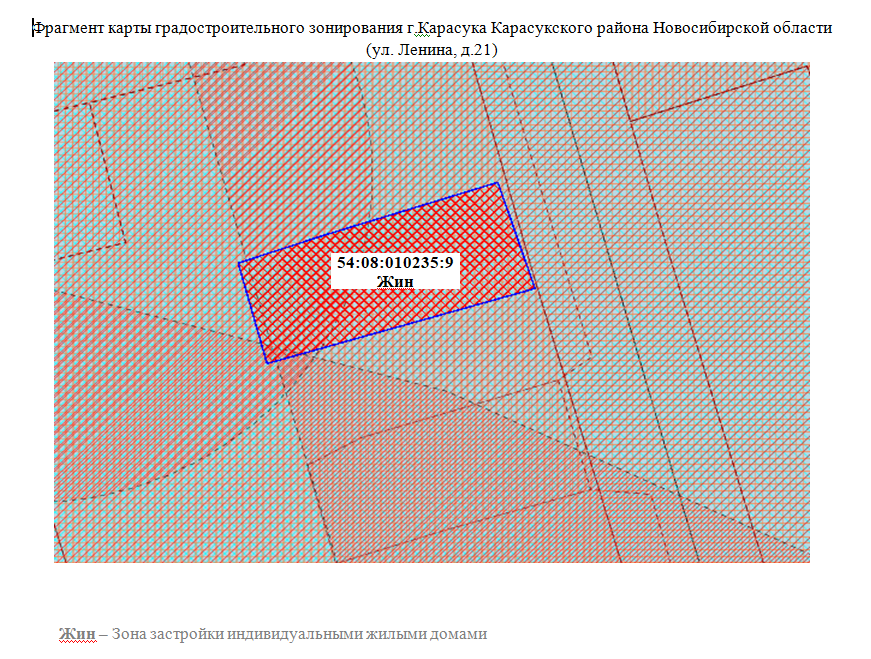 Фрагмент карты градостроительного зонирования г.Карасука Карасукского района Новосибирской области
(ул. Ленина, д.21)
54:08:010235:9
Жин
Жин – Зона застройки индивидуальными жилыми домами